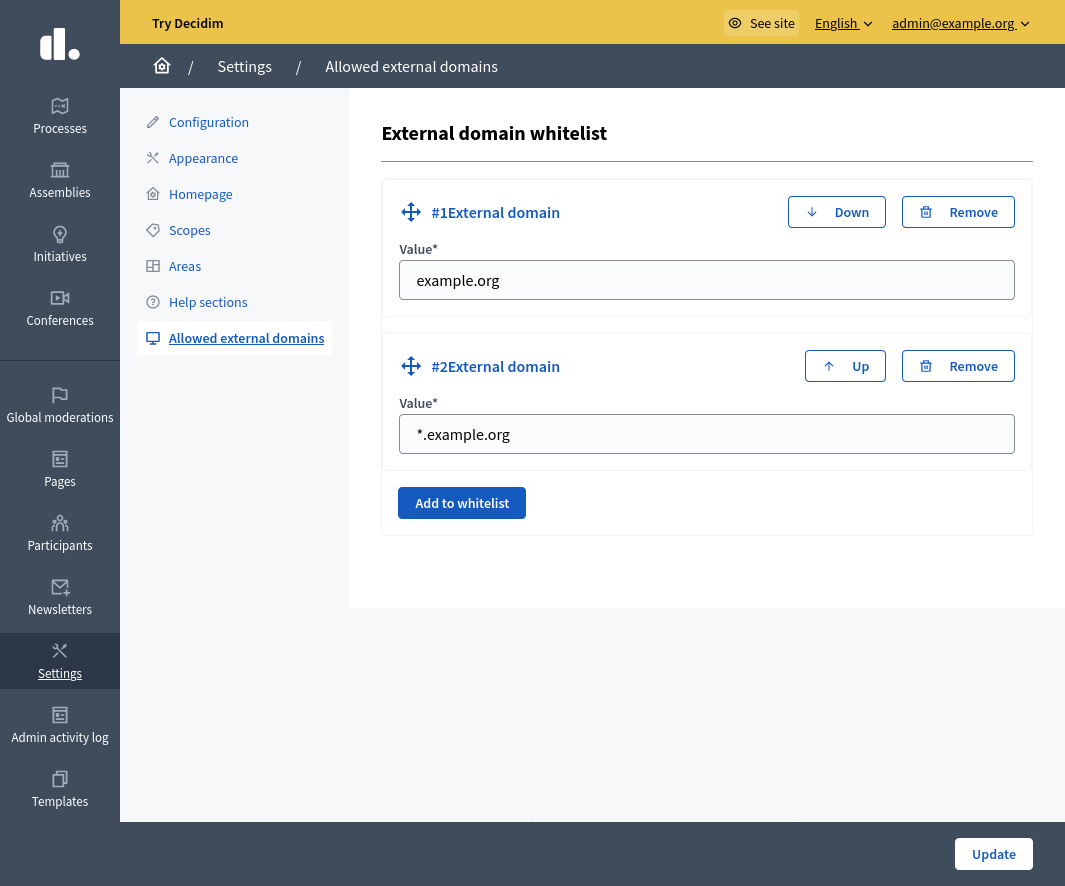 Try Decidim
See site
English
admin@example.org
/ Settings / Allowed external domains
Processes
Assemblies
Initiatives
Conferences
Global moderations
Pages
Participants
Newsletters
Settings
Admin activity log
Templates
Configuration
Appearance
Homepage
Scopes
Areas
Help sections
Allowed external domains
External domain whitelist
#1External domain
Down
Remove
Value*
example.org
#2External domain
Up
Remove
Value*
*.example.org
Add to whitelist
Update